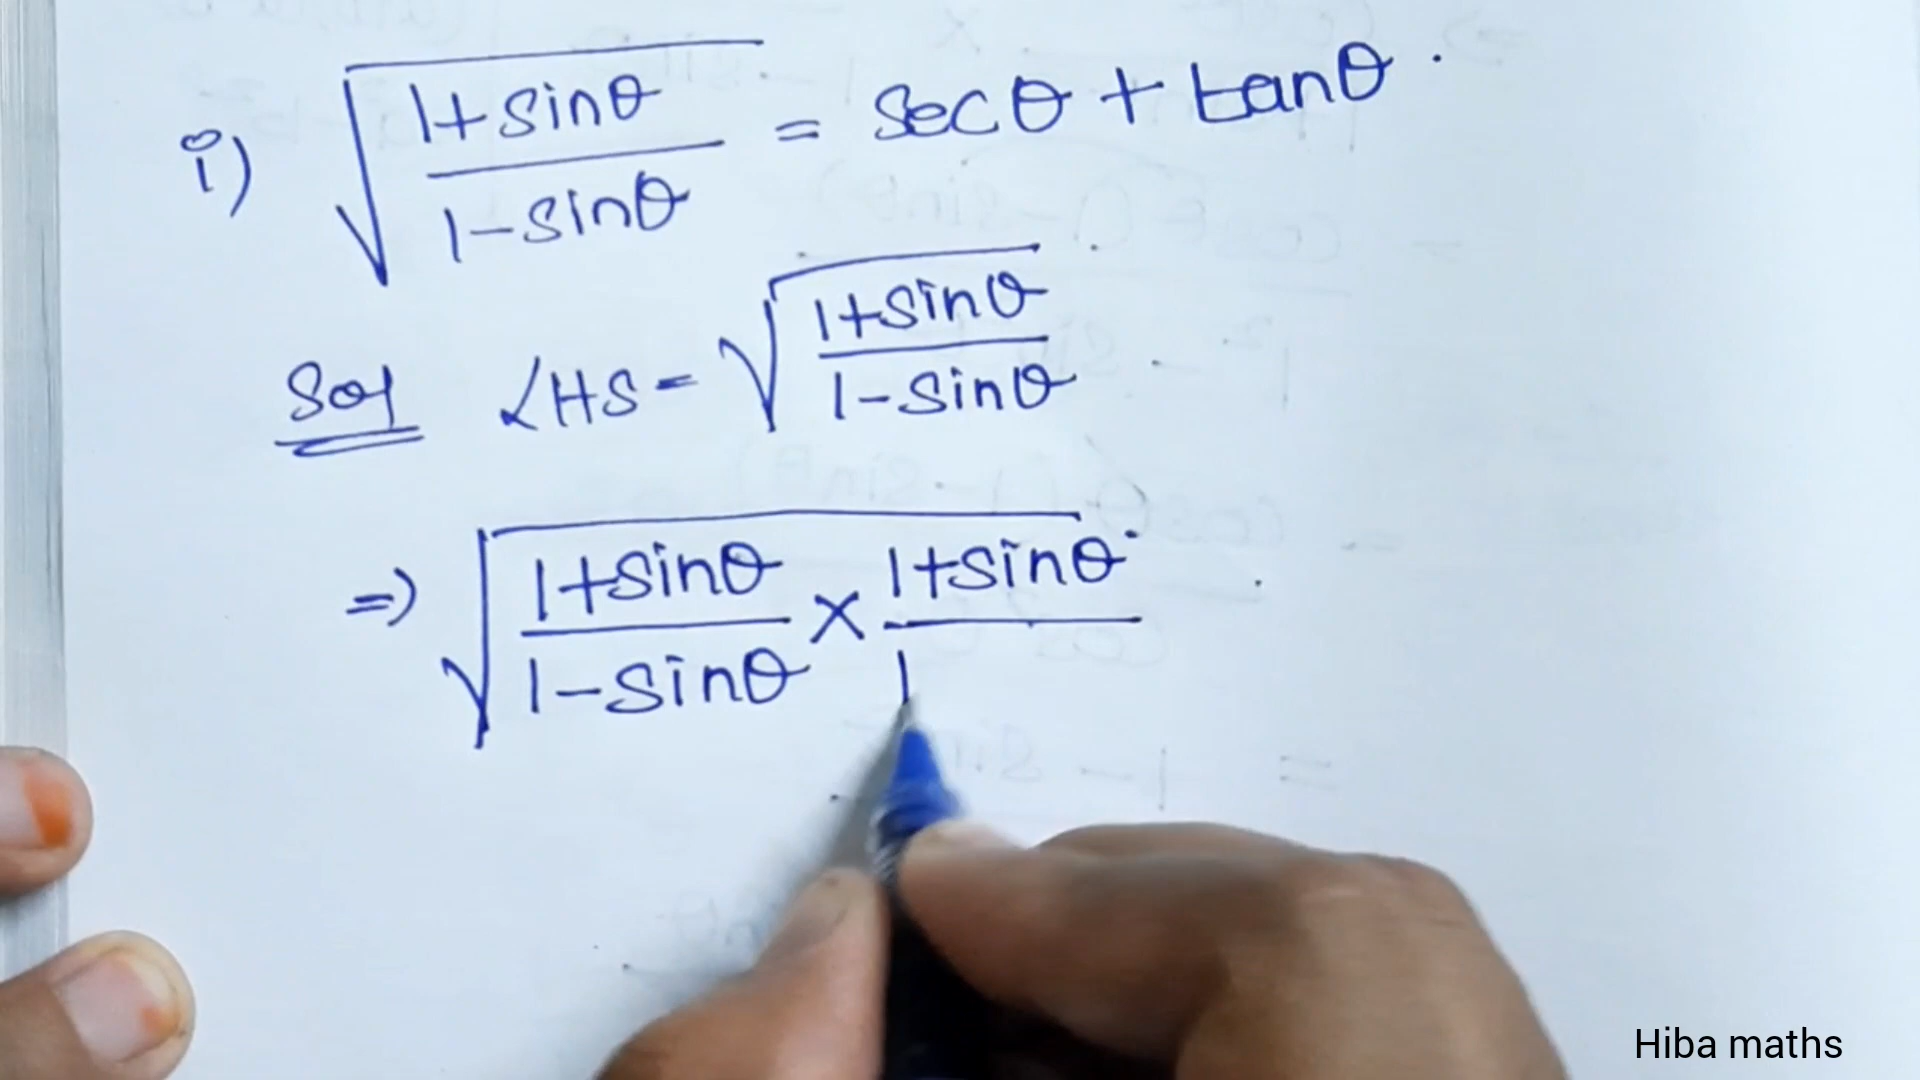 i) √(1+sinθ / 1-sinθ) = secθ + tanθ.
Sol LHS = √(1+sinθ / 1-sinθ)
⇒ √(1+sinθ / 1-sinθ × 1+sinθ / 1
Hiba maths